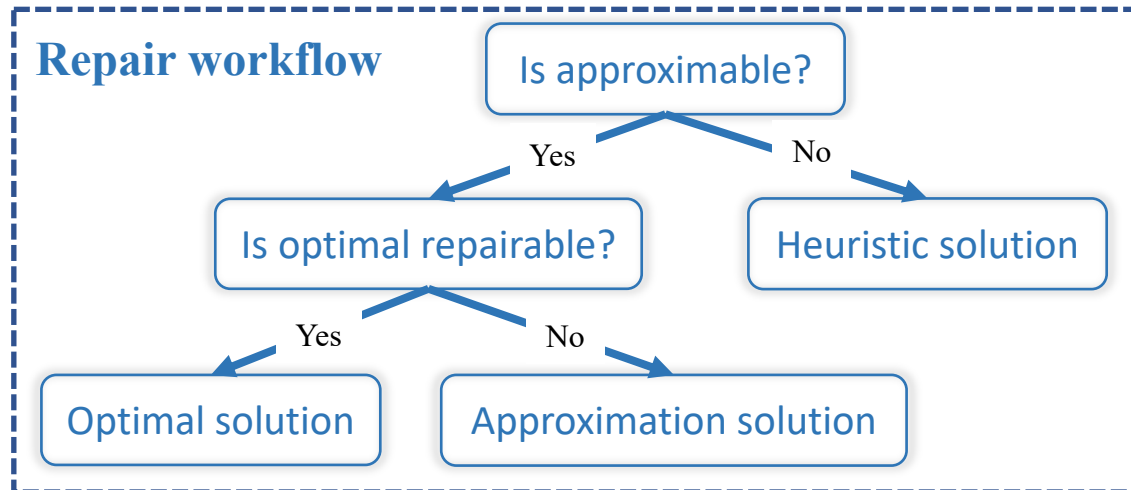 Repair workflow
Is approximable?
Yes
No
Is optimal repairable?
Heuristic solution
Yes
No
Optimal solution
Approximation solution